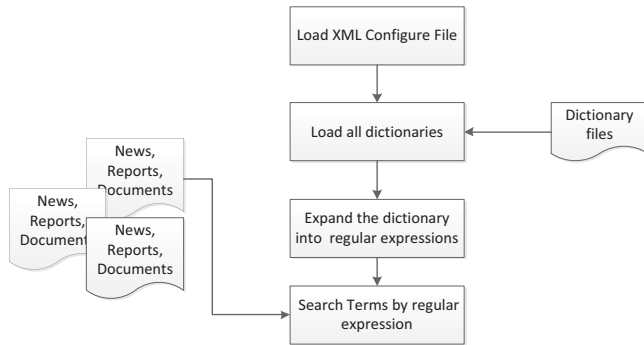 Load XML Configure File
Load all dictionaries
Dictionary
files
News,
Reports,
Documents
News,
Reports,
Document
News,
Reports,
Documents
Expand the dictionary
into regular expressions
Search Terms by regular
expression